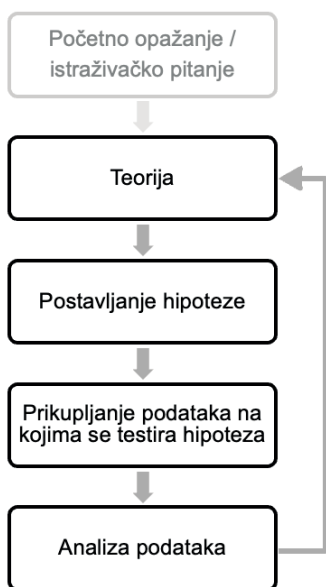 Početno opažanje /
istraživačko pitanje
Teorija
Postavljanje hipoteze
Prikupljanje podataka na
kojima se testira hipoteza
Analiza podataka